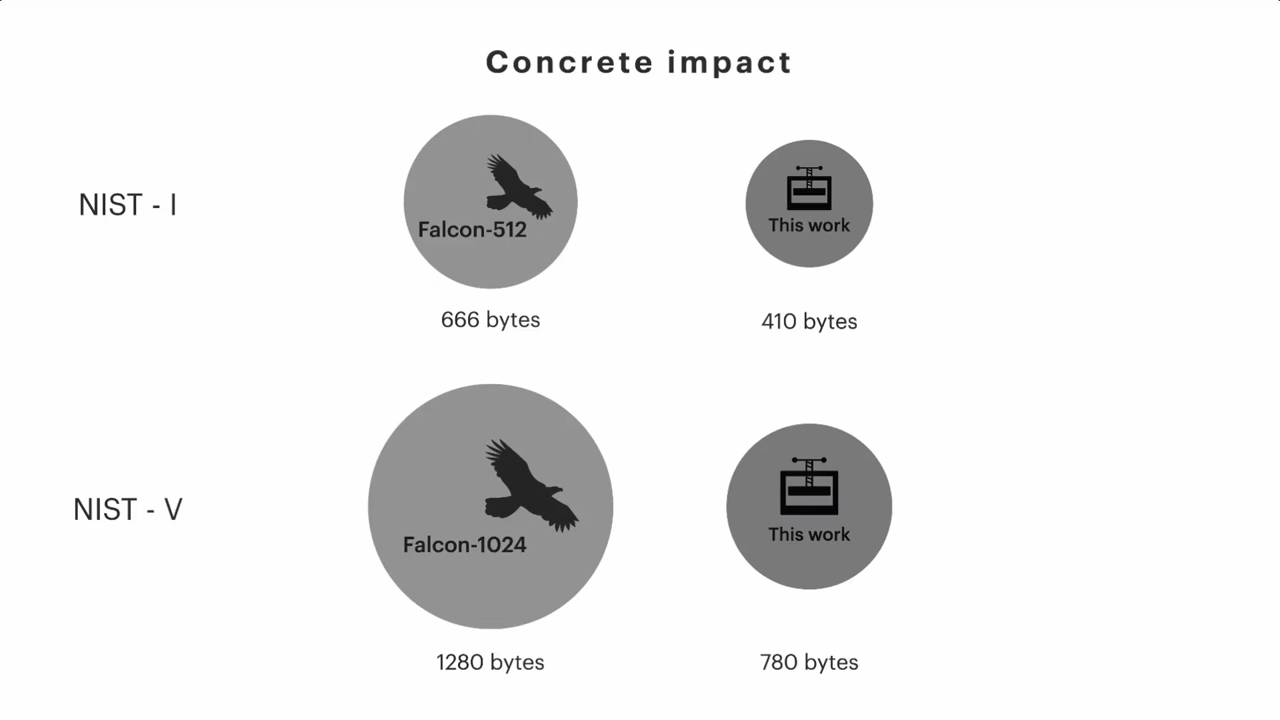 Concrete impact
NIST - I
Falcon-512
This work
666 bytes
410 bytes
NIST - V
Falcon-1024
This work
1280 bytes
780 bytes